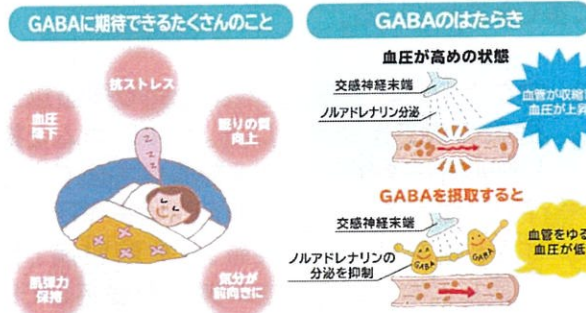 GABAに期待できるたくさんのこと
抗ストレス
血圧
降下
眠りの質
向上
Z
Z
Z
肌弾力
保持
気分が
前向きに
GABAのはたらき
血圧が高めの状態
交感神経末端
ノルアドレナリン分泌
血管が収縮
血圧が上昇
GABAを摂取すると
交感神経末端
ノルアドレナリンの
分泌を抑制
GABA
GABA
血管をゆる
血圧が低